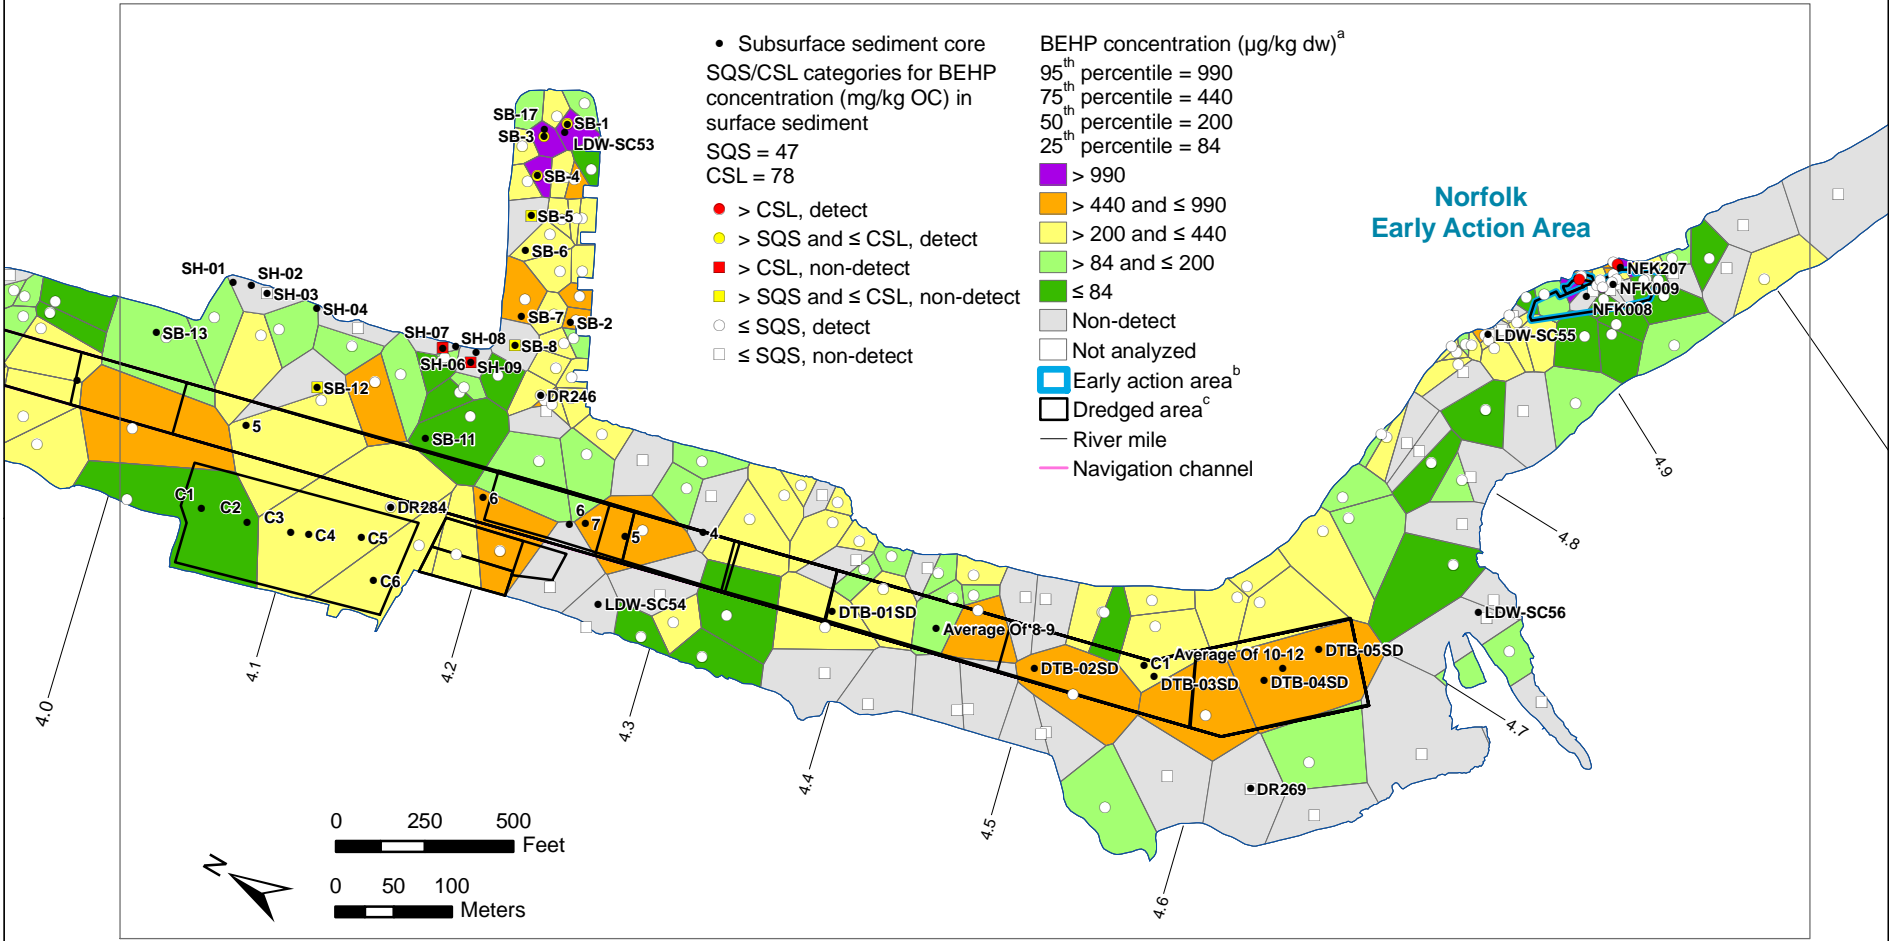 Subsurface sediment core
SQS/CSL categories for BEHP
concentration (mg/kg OC) in
surface sediment
SQS = 47
CSL = 78
> CSL, detect
> SQS and ≤ CSL, detect
> CSL, non-detect
> SQS and ≤ CSL, non-detect
≤ SQS, detect
≤ SQS, non-detect
BEHP concentration (µg/kg dw)a
95th percentile = 990
75th percentile = 440
50th percentile = 200
25th percentile = 84
> 990
> 440 and ≤ 990
> 200 and ≤ 440
> 84 and ≤ 200
≤ 84
Non-detect
Not analyzed
Early action areab
Dredged areac
River mile
Navigation channel
Norfolk
Early Action Area
SB-17
SB-1
SB-3
LDW-SC53
SB-4
SB-5
SB-6
SB-7
SB-2
SB-8
DR246
SH-01
SH-02
SH-03
SH-04
SH-07
SH-08
SH-06
SH-09
SB-13
SB-12
SB-11
5
C1
C2
C3
C4
C5
C6
DR284
6
6
7
5
4
LDW-SC54
DTB-01SD
Average Of 8-9
DTB-02SD
C1
Average Of 10-12
DTB-03SD
DTB-05SD
DTB-04SD
DR269
LDW-SC56
LDW-SC55
NFK207
NFK009
NFK008
4.0
4.1
4.2
4.3
4.4
4.5
4.6
4.7
4.8
4.9
0 250 500
Feet
0 50 100
Meters
N